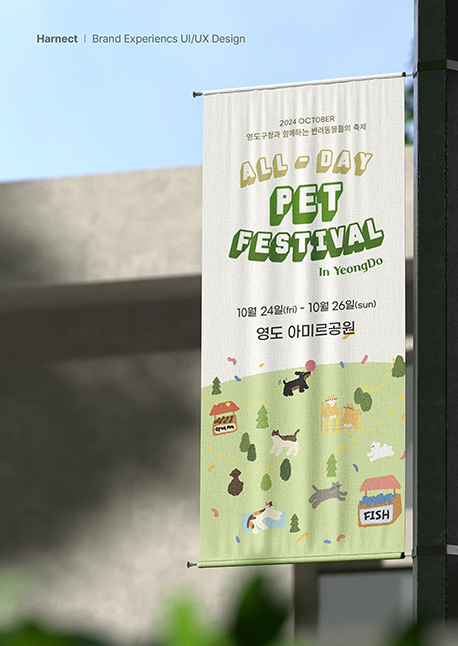 Harnect | Brand Experiencs UI/UX Design
2024 OCTOBER
영도구청과 함께하는 반려동물들의 축제
ALL-DAY
PET
FESTIVAL
In YeongDo
10월 24일(fri) - 10월 26일(sun)
영도 아미르공원
FISH